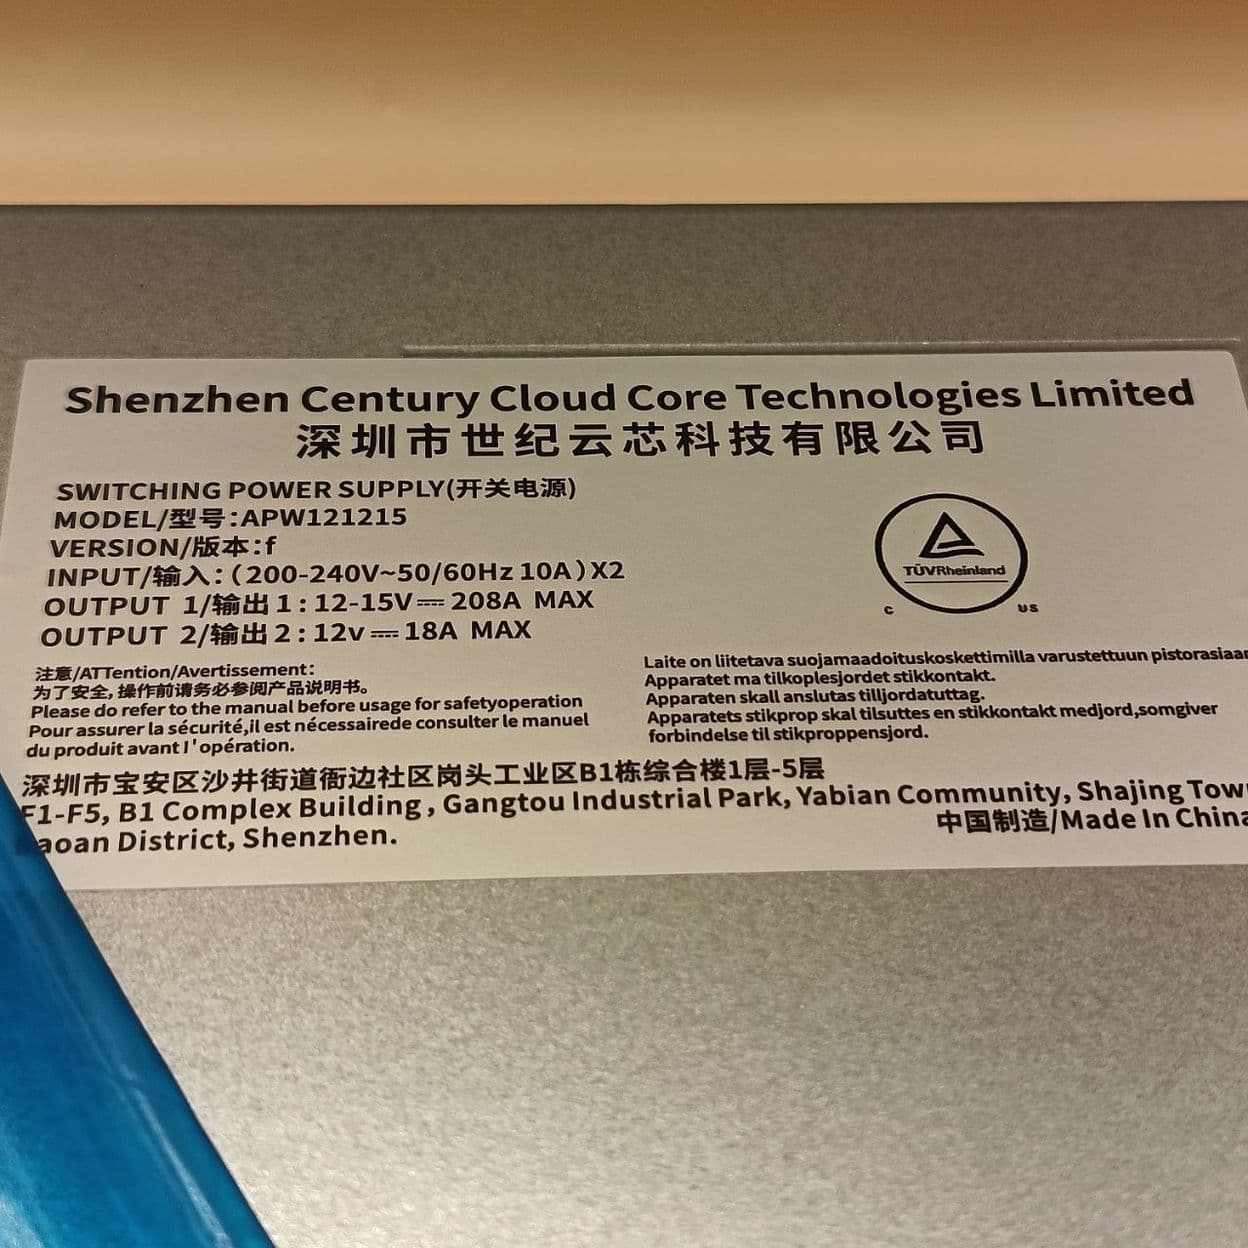 Shenzhen Century Cloud Core Technologies Limited
深圳市世纪云芯科技有限公司
SWITCHING POWER SUPPLY(开关电源)
MODEL/型号:APW121215
VERSION/版本:f
INPUT/输入:(200-240V~50/60Hz 10A)X2
OUTPUT 1/输出1:12-15V⎓208A MAX
OUTPUT 2/输出2:12v⎓18A MAX
TÜVRheinland
C US
注意/ATTention/Avertissement:
为了安全,操作前请务必参阅产品说明书。
Please do refer to the manual before usage for safetyoperation
Pour assurer la sécurité,il est nécessairede consulter le manuel
du produit avant l'opération.
Laite on liitetava suojamaadoituskoskettimilla varustettuun pistorasiaar
Apparatet ma tilkoplesjordet stikkontakt.
Apparaten skall anslutas tilljordatuttag.
Apparatets stikprop skal tilsuttes en stikkontakt medjord,somgiver
forbindelse til stikproppensjord.
深圳市宝安区沙井街道衙边社区岗头工业区B1栋综合楼1层-5层
F1-F5, B1 Complex Building, Gangtou Industrial Park, Yabian Community, Shajing Tow
aoan District, Shenzhen.
中国制造/Made In China